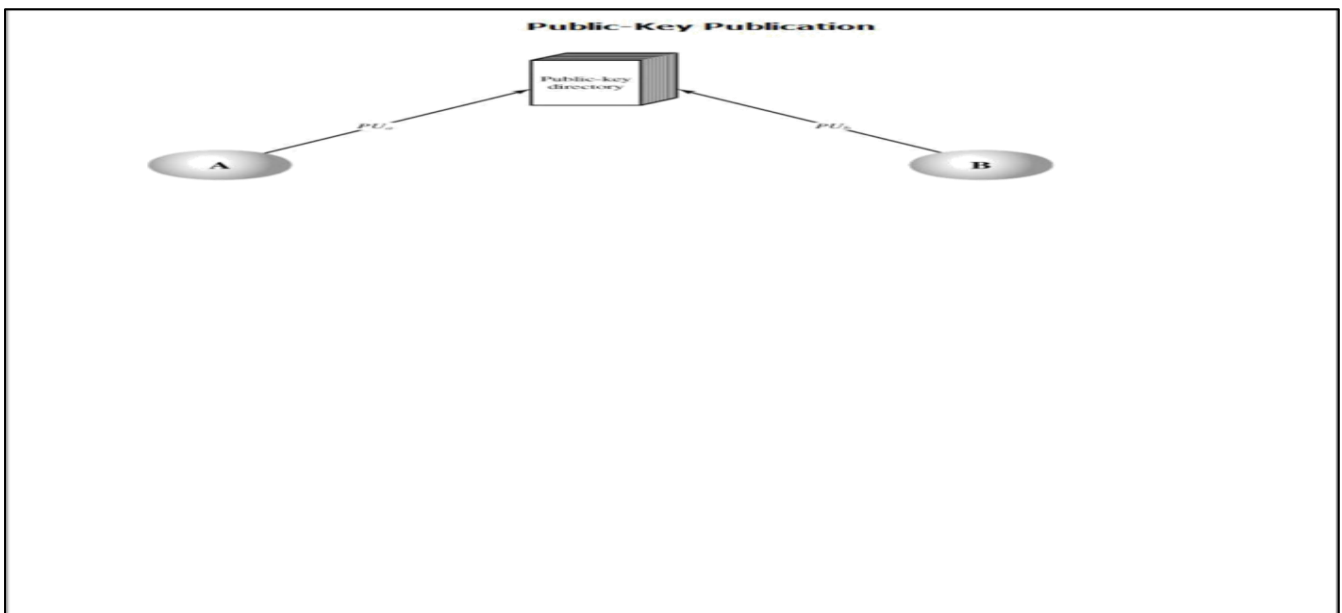 Public-Key Publication
Public-key
directory
PUa
PUb
A
B